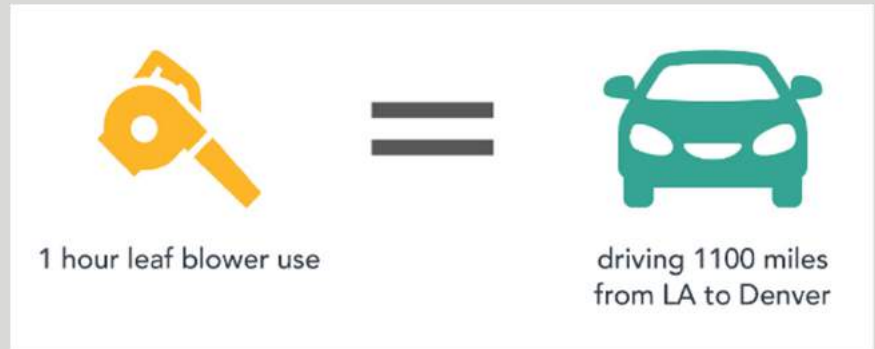 1 hour leaf blower use
driving 1100 miles
from LA to Denver